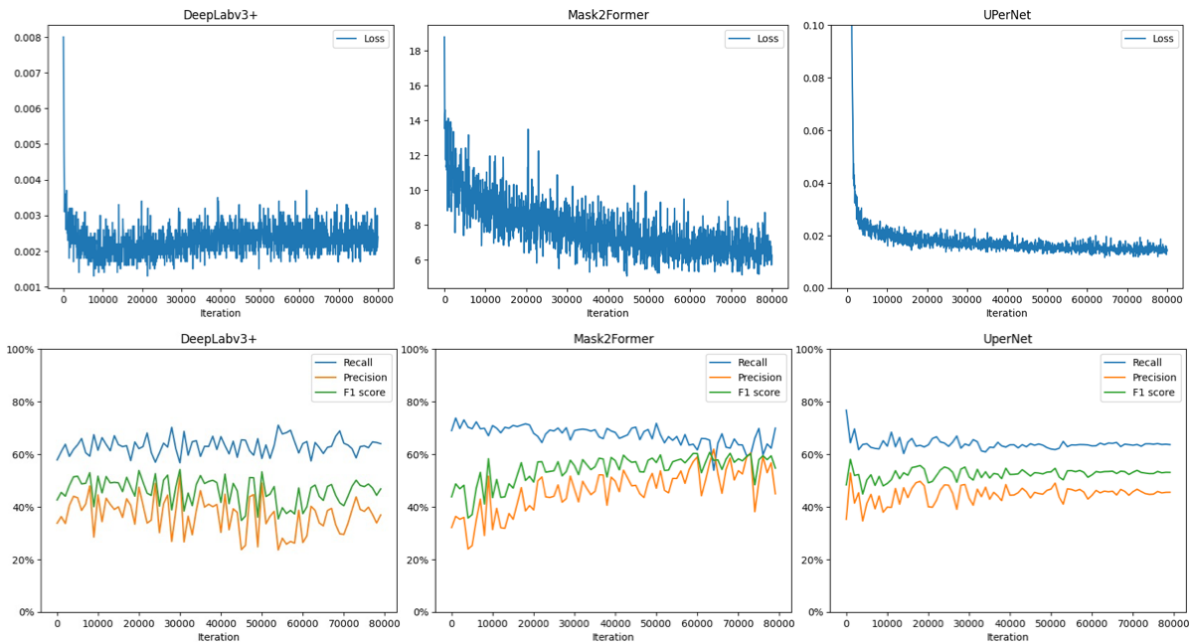 DeepLabv3+
Loss
0.008
0.007
0.006
0.005
0.004
0.003
0.002
0.001
0 10000 20000 30000 40000 50000 60000 70000 80000
Iteration
Mask2Former
Loss
18
16
14
12
10
8
6
0 10000 20000 30000 40000 50000 60000 70000 80000
Iteration
UPerNet
Loss
0.10
0.08
0.06
0.04
0.02
0.00
0 10000 20000 30000 40000 50000 60000 70000 80000
Iteration
DeepLabv3+
Recall
Precision
F1 score
100%
80%
60%
40%
20%
0%
0 10000 20000 30000 40000 50000 60000 70000 80000
Iteration
Mask2Former
Recall
Precision
F1 score
100%
80%
60%
40%
20%
0%
0 10000 20000 30000 40000 50000 60000 70000 80000
Iteration
UperNet
Recall
Precision
F1 score
100%
80%
60%
40%
20%
0%
0 10000 20000 30000 40000 50000 60000 70000 80000
Iteration